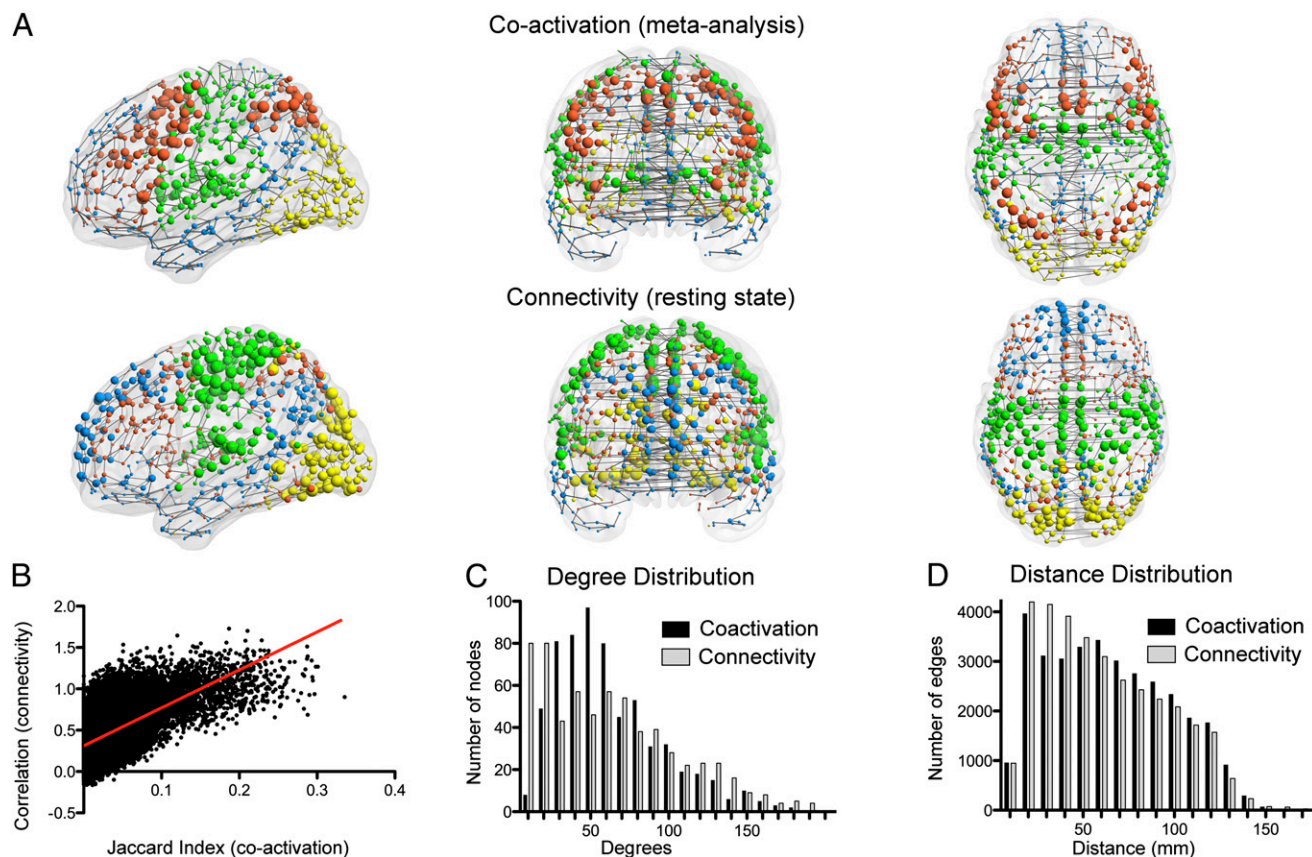 A
Co-activation (meta-analysis)
Connectivity (resting state)
B
Correlation (connectivity)
2.0
1.5
1.0
0.5
0.0
-0.5
0.1
0.2
0.3
0.4
Jaccard Index (co-activation)
C
Degree Distribution
Number of nodes
100
80
60
40
20
0
50
150
Degrees
Coactivation
Connectivity
D
Distance Distribution
Number of edges
4000
3000
2000
1000
0
50
100
150
Distance (mm)
Coactivation
Connectivity